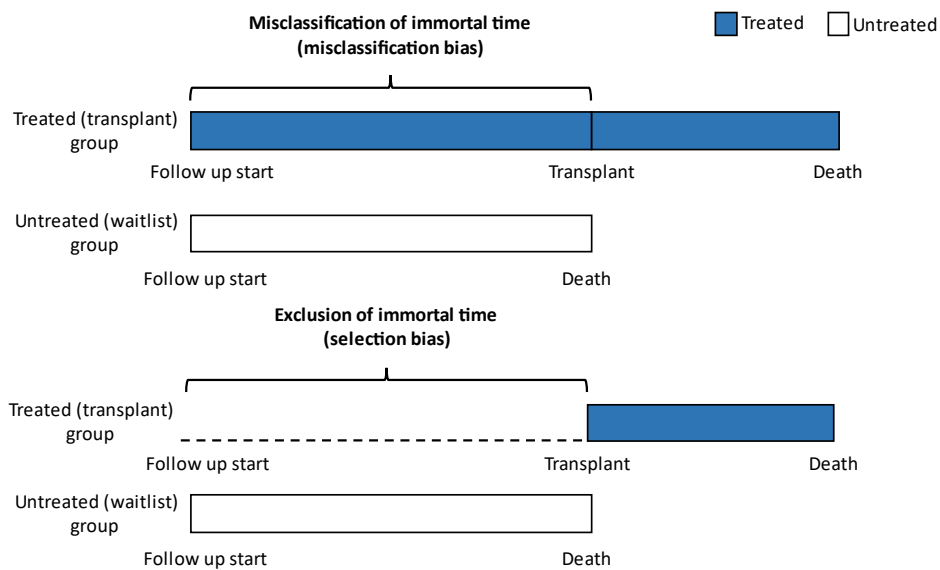 Misclassification of immortal time
(misclassification bias)
Treated
Untreated
Treated (transplant)
group
Follow up start
Transplant
Death
Untreated (waitlist)
group
Follow up start
Death
Exclusion of immortal time
(selection bias)
Treated (transplant)
group
Follow up start
Transplant
Death
Untreated (waitlist)
group
Follow up start
Death